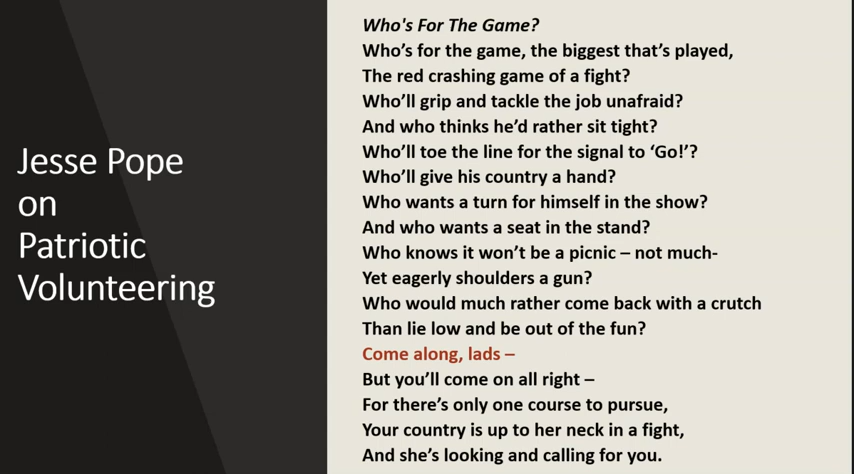 Jesse Pope
on
Patriotic
Volunteering
Who's For The Game?
Who’s for the game, the biggest that’s played,
The red crashing game of a fight?
Who’ll grip and tackle the job unafraid?
And who thinks he’d rather sit tight?
Who’ll toe the line for the signal to ‘Go!’?
Who’ll give his country a hand?
Who wants a turn for himself in the show?
And who wants a seat in the stand?
Who knows it won’t be a picnic – not much-
Yet eagerly shoulders a gun?
Who would much rather come back with a crutch
Than lie low and be out of the fun?
Come along, lads –
But you’ll come on all right –
For there’s only one course to pursue,
Your country is up to her neck in a fight,
And she’s looking and calling for you.